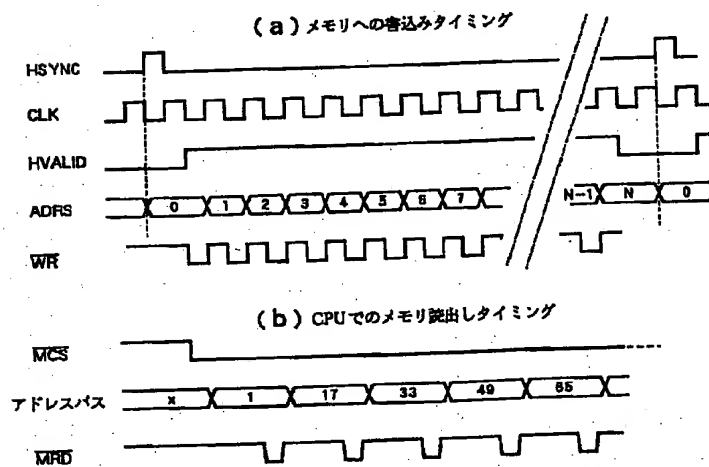 (a)メモリへの書込みタイミング
HSYNC
CLK
HVALID
ADRS 0 1 2 3 4 5 6 7 N-1 N 0
WR
(b)CPUでのメモリ読出しタイミング
MCS
アドレスバス x 1 17 33 49 65
MRD